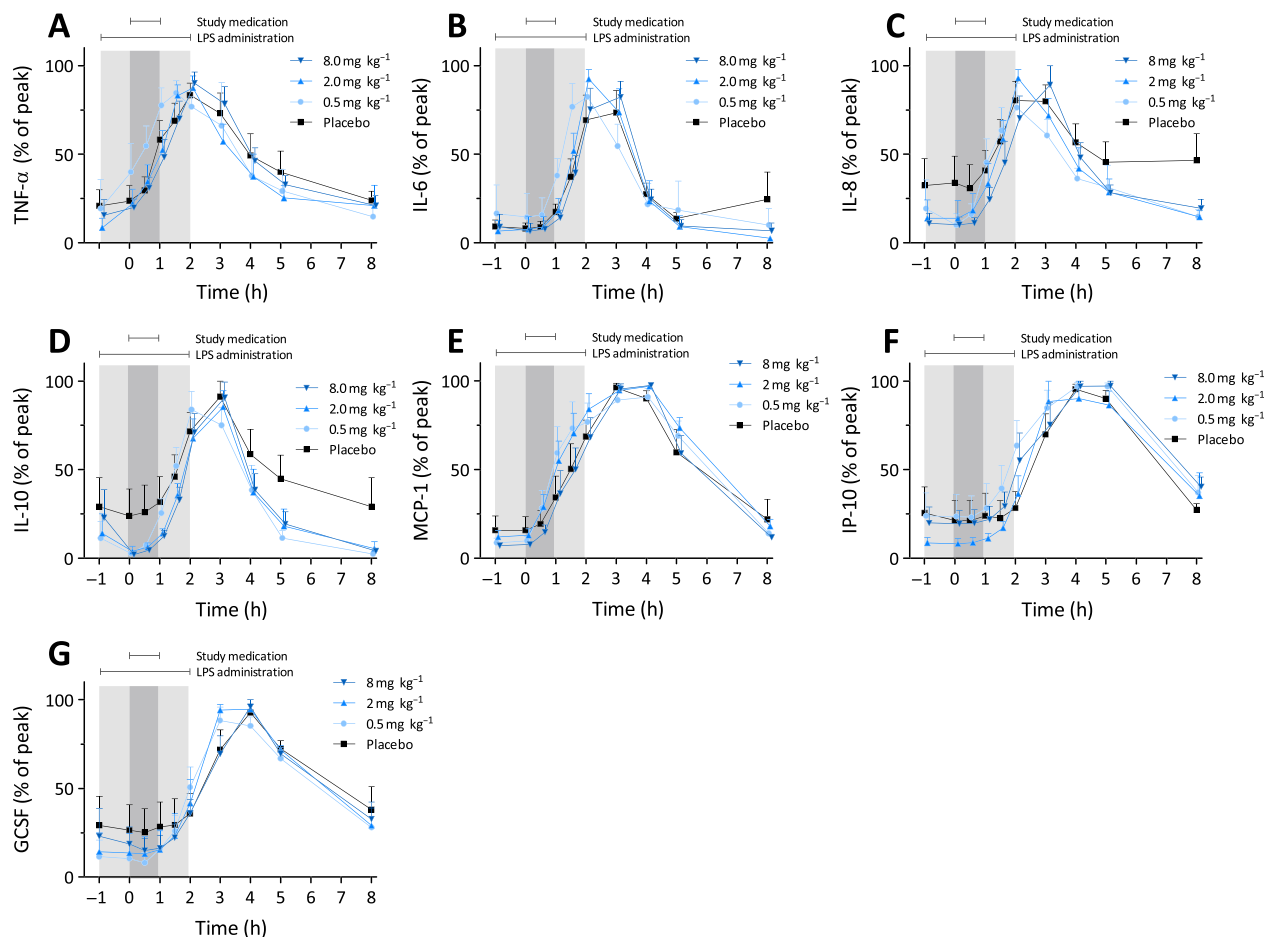 A
Study medication
LPS administration
TNF-α (% of peak)
100
50
0
8.0 mg kg⁻¹
2.0 mg kg⁻¹
0.5 mg kg⁻¹
Placebo
0 1 2 3 4 5 6 7 8
Time (h)
B
Study medication
LPS administration
IL-6 (% of peak)
100
50
0
8.0 mg kg⁻¹
2.0 mg kg⁻¹
0.5 mg kg⁻¹
Placebo
–1 0 1 2 3 4 5 6 7 8
Time (h)
C
Study medication
LPS administration
IL-8 (% of peak)
100
50
0
8 mg kg⁻¹
2 mg kg⁻¹
0.5 mg kg⁻¹
Placebo
–1 0 1 2 3 4 5 6 7 8
Time (h)
D
Study medication
LPS administration
IL-10 (% of peak)
100
50
0
8.0 mg kg⁻¹
2.0 mg kg⁻¹
0.5 mg kg⁻¹
Placebo
–1 0 1 2 3 4 5 6 7 8
Time (h)
E
Study medication
LPS administration
MCP-1 (% of peak)
100
50
0
8 mg kg⁻¹
2 mg kg⁻¹
0.5 mg kg⁻¹
Placebo
–1 0 1 2 3 4 5 6 7 8
Time (h)
F
Study medication
LPS administration
IP-10 (% of peak)
100
50
0
8.0 mg kg⁻¹
2.0 mg kg⁻¹
0.5 mg kg⁻¹
Placebo
–1 0 1 2 3 4 5 6 7 8
Time (h)
G
Study medication
LPS administration
GCSF (% of peak)
100
50
0
8 mg kg⁻¹
2 mg kg⁻¹
0.5 mg kg⁻¹
Placebo
–1 0 1 2 3 4 5 6 7 8
Time (h)